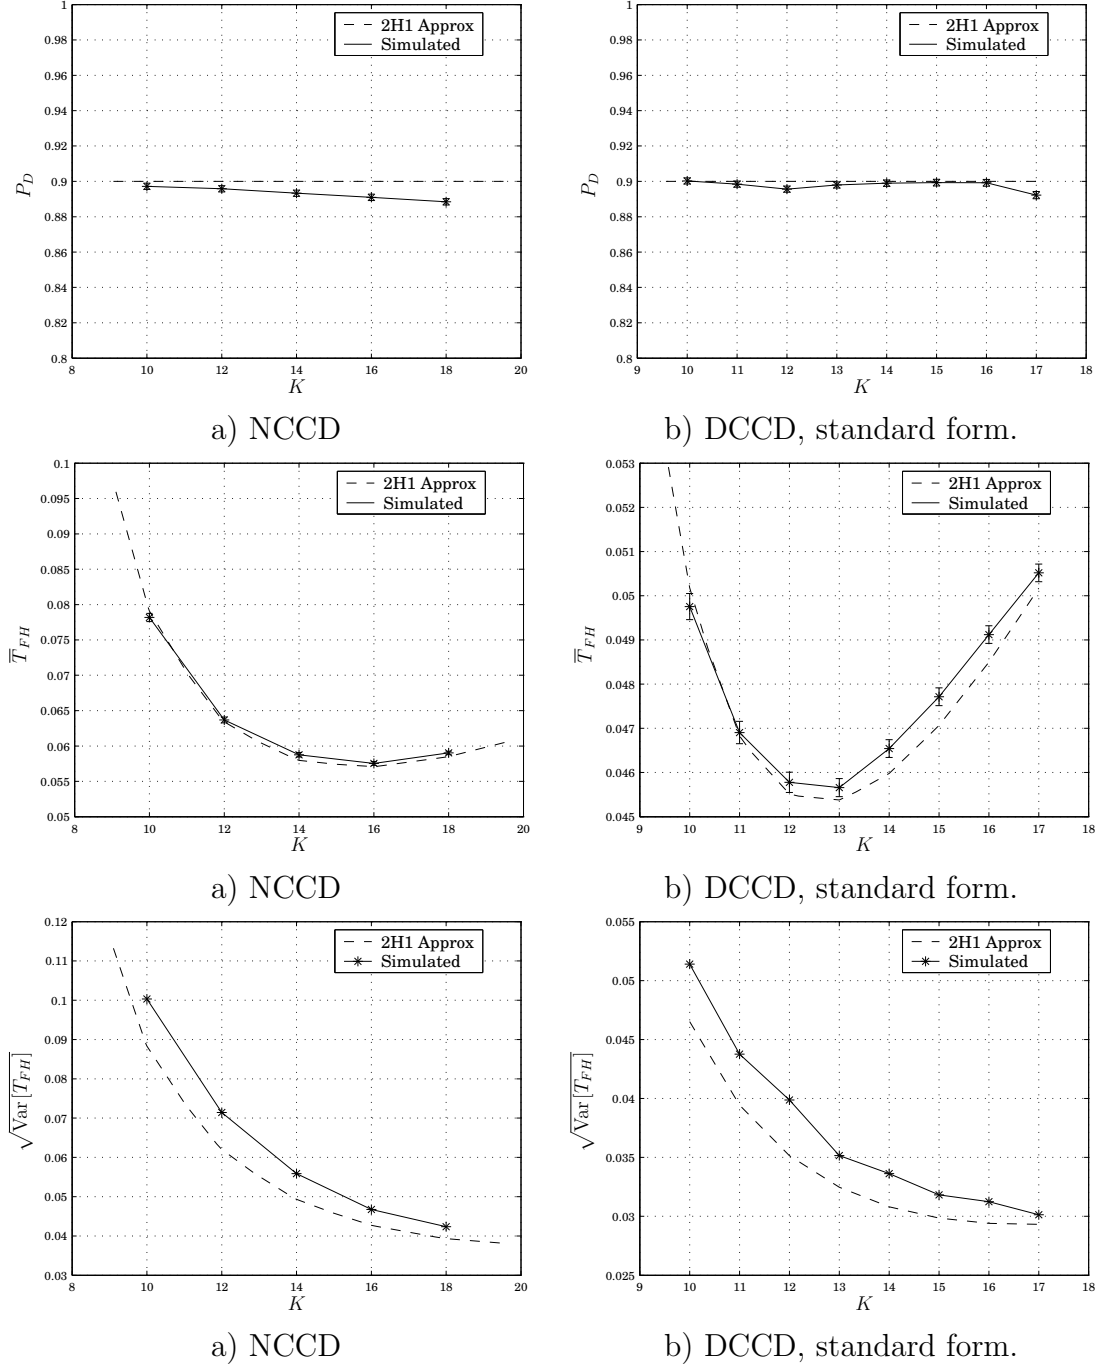 2H1 Approx
Simulated
P_D
1
0.98
0.96
0.94
0.92
0.9
0.88
0.86
0.84
0.82
0.8
8 10 12 14 16 18 20
K
a) NCCD
2H1 Approx
Simulated
P_D
1
0.98
0.96
0.94
0.92
0.9
0.88
0.86
0.84
0.82
0.8
9 10 11 12 13 14 15 16 17 18
K
b) DCCD, standard form.
2H1 Approx
Simulated
T̅_FH
0.1
0.095
0.09
0.085
0.08
0.075
0.07
0.065
0.06
0.055
0.05
8 10 12 14 16 18 20
K
a) NCCD
2H1 Approx
Simulated
T̅_FH
0.053
0.052
0.051
0.05
0.049
0.048
0.047
0.046
0.045
9 10 11 12 13 14 15 16 17 18
K
b) DCCD, standard form.
2H1 Approx
Simulated
√Var [T_FH]
0.12
0.11
0.1
0.09
0.08
0.07
0.06
0.05
0.04
0.03
8 10 12 14 16 18 20
K
a) NCCD
2H1 Approx
Simulated
√Var [T_FH]
0.055
0.05
0.045
0.04
0.035
0.03
0.025
9 10 11 12 13 14 15 16 17 18
K
b) DCCD, standard form.